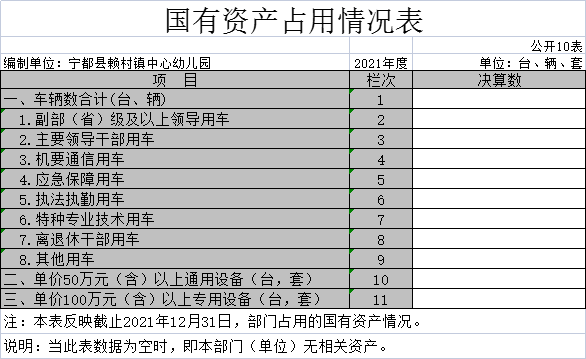 国有资产占用情况表
公开10表
编制单位：宁都县赖村镇中心幼儿园 2021年度 单位：台、辆、套
项 目 栏次 决算数
一、车辆数合计(台、辆) 1
1.副部（省）级及以上领导用车 2
2.主要领导干部用车 3
3.机要通信用车 4
4.应急保障用车 5
5.执法执勤用车 6
6.特种专业技术用车 7
7.离退休干部用车 8
8.其他用车 9
二、单价50万元（含）以上通用设备（台，套） 10
三、单价100万元（含）以上专用设备（台，套） 11
注：本表反映截止2021年12月31日，部门占用的国有资产情况。
说明：当此表数据为空时，即本部门（单位）无相关资产。